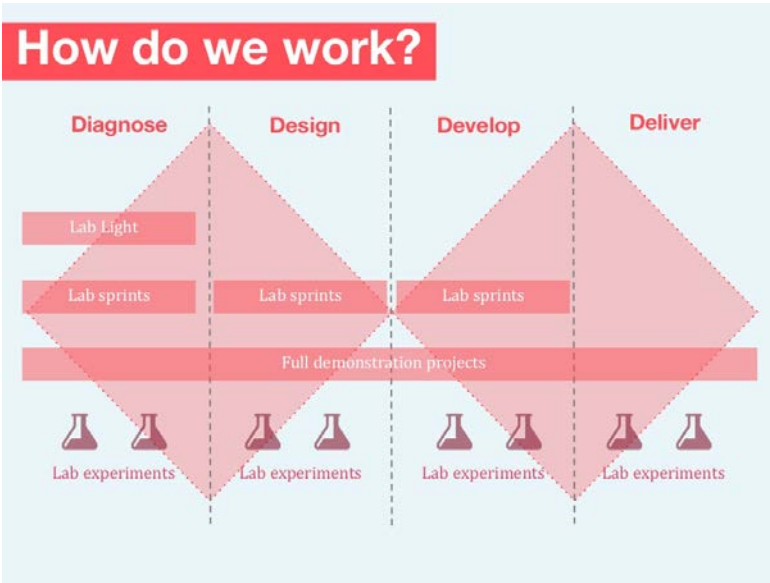 How do we work?
Diagnose
Design
Develop
Deliver
Lab Light
Lab sprints
Lab sprints
Lab sprints
Full demonstration projects
Lab experiments
Lab experiments
Lab experiments
Lab experiments